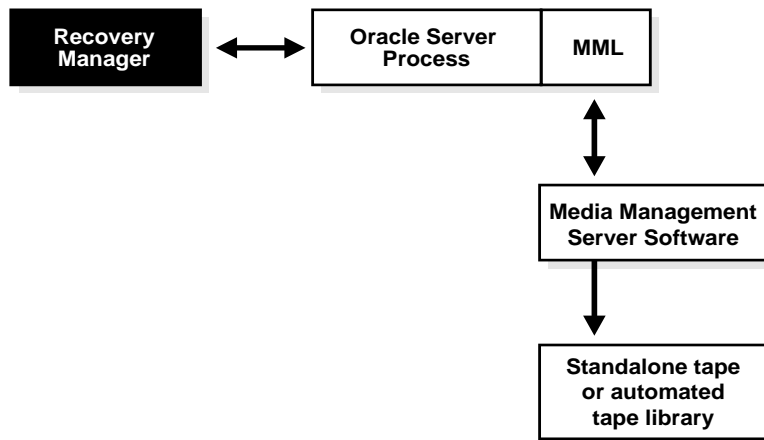 Recovery
Manager
Oracle Server
Process
MML
Media Management
Server Software
Standalone tape
or automated
tape library